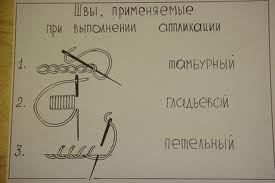 Швы, применяемые
при выполнении аппликации
1. тамбурный
2. гладьевой
3. петельный